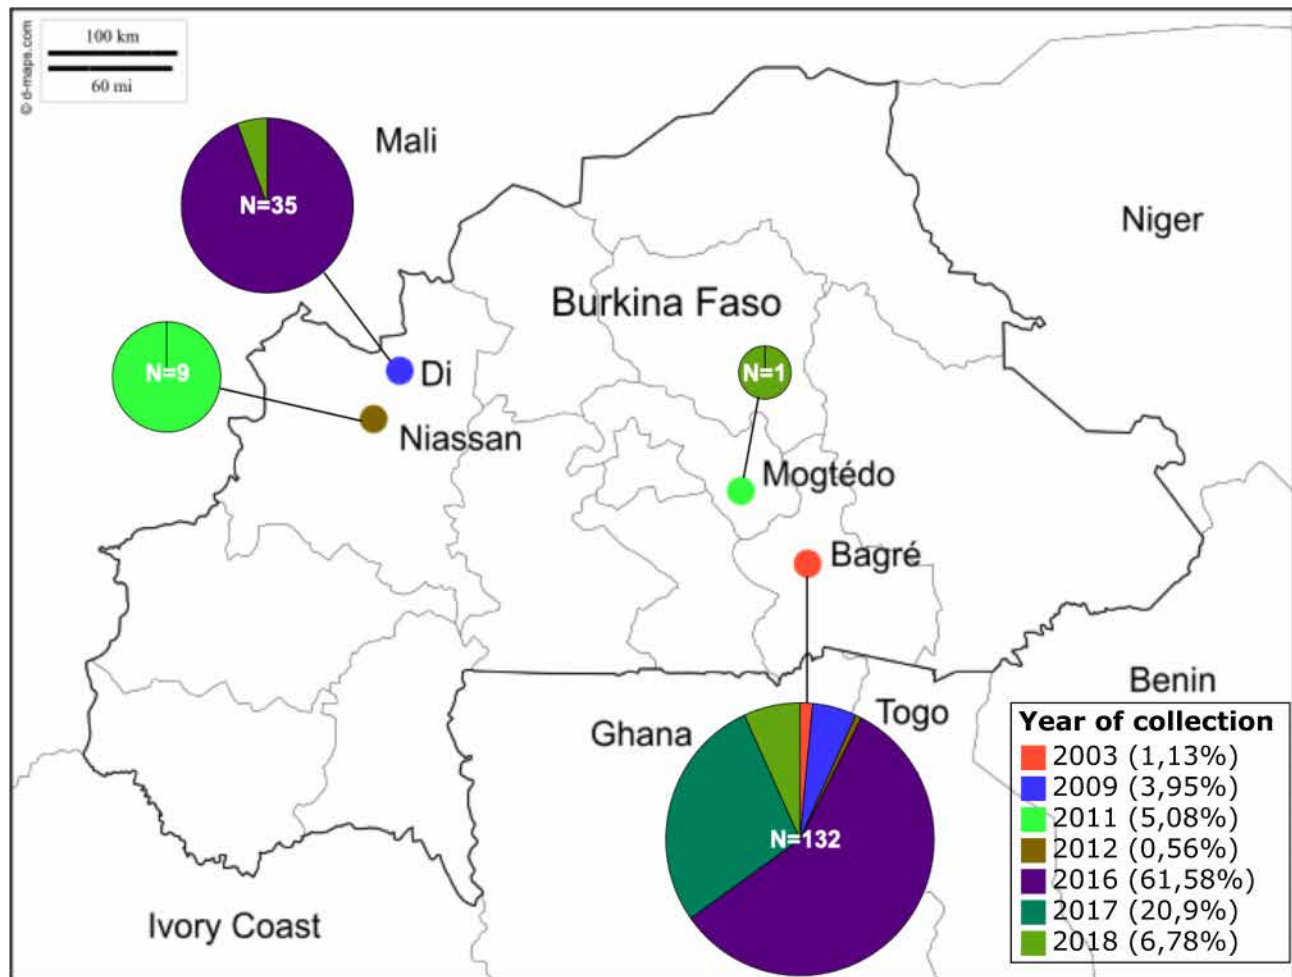 © d-maps.com
100 km
60 mi
Mali
Niger
N=35
Burkina Faso
N=9
N=1
Di
Niassan
Mogtédo
Bagré
Benin
Ghana
Togo
N=132
Ivory Coast
Year of collection
2003 (1,13%)
2009 (3,95%)
2011 (5,08%)
2012 (0,56%)
2016 (61,58%)
2017 (20,9%)
2018 (6,78%)